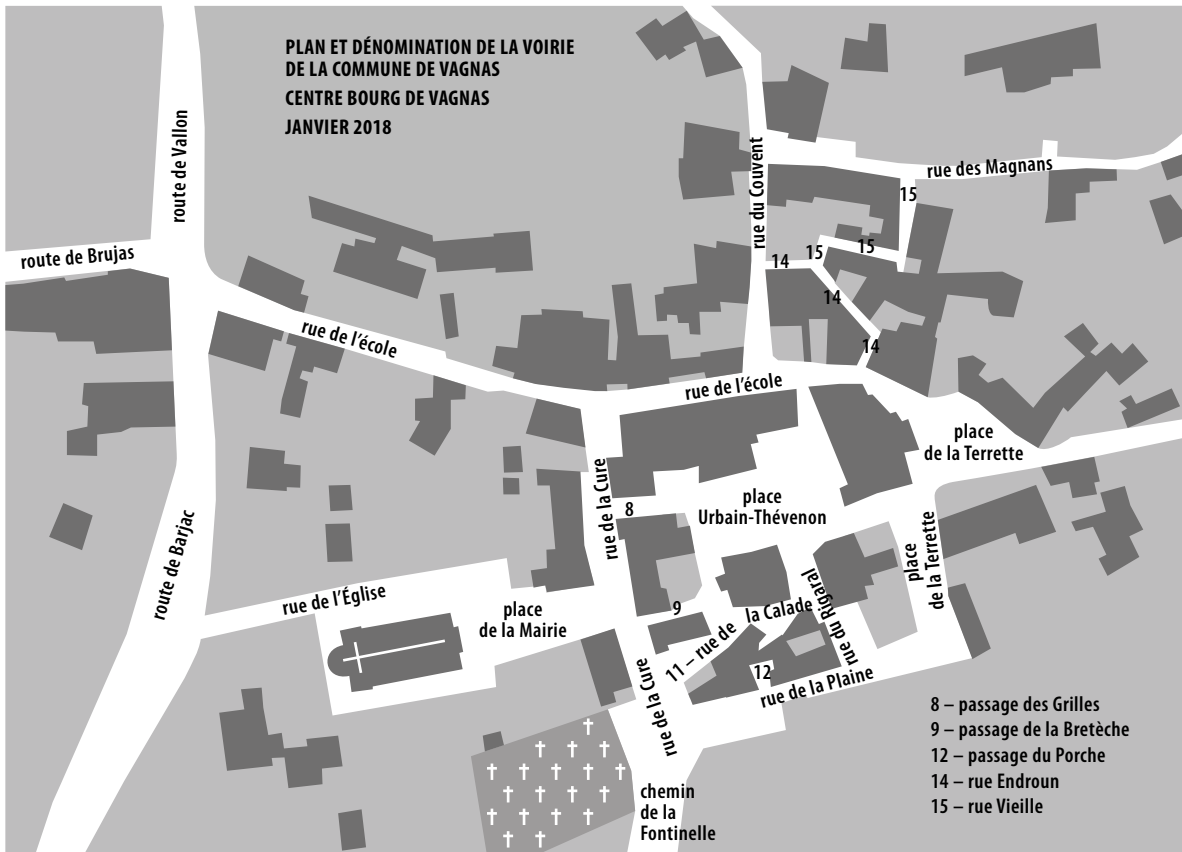 PLAN ET DÉNOMINATION DE LA VOIRIE
DE LA COMMUNE DE VAGNAS
CENTRE BOURG DE VAGNAS
JANVIER 2018
route de Vallon
route de Brujas
rue du Couvent
rue des Magnans
15
15
15
14
14
14
rue de l'école
rue de l'école
place
de la Terrette
rue de la Cure
8
place
Urbain-Thévenon
route de Barjac
place
de la Terrette
rue de l'Église
place
de la Mairie
9
11 – rue de la Calade
rue du Rigaral
12
rue de la Plaine
rue de la Cure
chemin
de la
Fontinelle
8 – passage des Grilles
9 – passage de la Bretèche
12 – passage du Porche
14 – rue Endroun
15 – rue Vieille